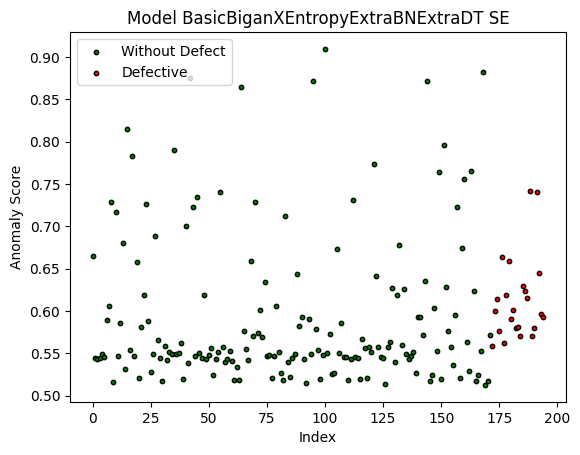 Model BasicBiganXEntropyExtraBNExtraDT SE
Without Defect
Defective
Anomaly Score
0.90
0.85
0.80
0.75
0.70
0.65
0.60
0.55
0.50
0 25 50 75 100 125 150 175 200
Index